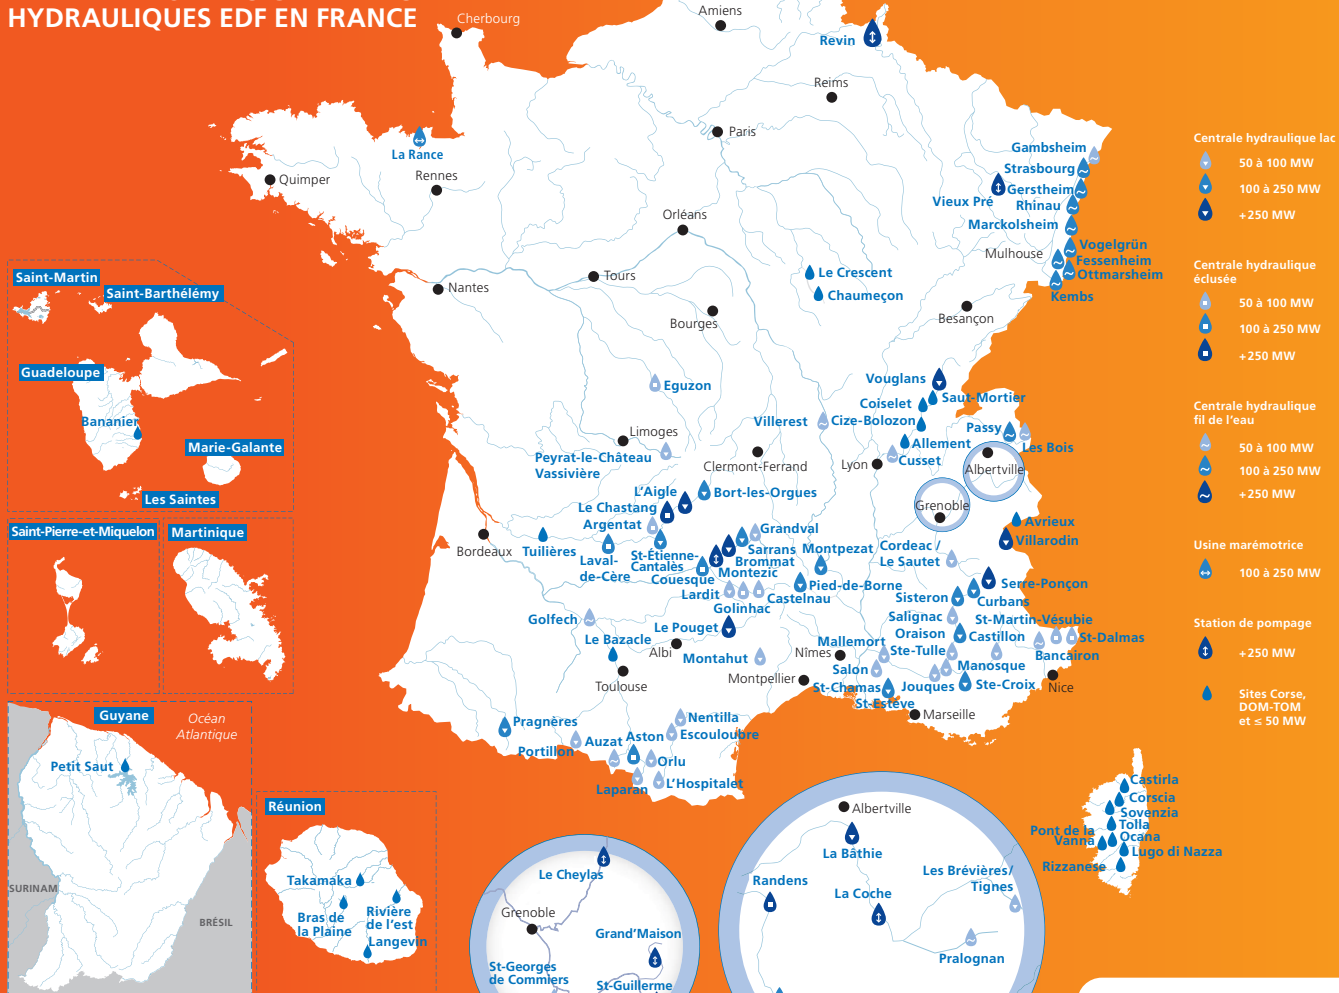 HYDRAULIQUES EDF EN FRANCE
Cherbourg
Amiens
Revin
Reims
Paris
La Rance
Rennes
Quimper
Gambsheim
Strasbourg
Gerstheim
Vieux Pré
Rhinau
Marckolsheim
Vogelgrün
Mulhouse
Fessenheim
Ottmarsheim
Kembs
Orléans
Tours
Nantes
Le Crescent
Chaumeçon
Bourges
Besançon
Centrale hydraulique lac
50 à 100 MW
100 à 250 MW
+250 MW
Centrale hydraulique
éclusée
50 à 100 MW
100 à 250 MW
+250 MW
Centrale hydraulique
fil de l'eau
50 à 100 MW
100 à 250 MW
+250 MW
Usine marémotrice
100 à 250 MW
Station de pompage
+250 MW
Sites Corse,
DOM-TOM
et ≤ 50 MW
Saint-Martin
Saint-Barthélémy
Guadeloupe
Bananier
Marie-Galante
Les Saintes
Saint-Pierre-et-Miquelon
Martinique
Eguzon
Vouglans
Saut-Mortier
Coiselet
Villerest
Cize-Bolozon
Allement
Cusset
Passy
Les Bois
Albertville
Limoges
Peyrat-le-Château
Vassivière
Clermont-Ferrand
Lyon
Grenoble
L'Aigle
Bort-les-Orgues
Le Chastang
Argentat
Bordeaux
Tuilières
Laval-
de-Cère
St-Étienne-
Cantalès
Grandval
Sarrans
Brommat
Montpezat
Couesque
Montezic
Lardit
Golinhac
Castelnau
Pied-de-Borne
Cordeac /
Le Sautet
Avrieux
Villarodin
Serre-Ponçon
Sisteron
Curbans
Salignac
St-Martin-Vésubie
Oraison
Castillon
St-Dalmas
Bancairon
Golfech
Le Bazacle
Le Pouget
Albi
Montahut
Toulouse
Mallemort
Nîmes
Ste-Tulle
Salon
Manosque
Montpellier
St-Chamas
Jouques
Ste-Croix
St-Estève
Nice
Marseille
Pragnères
Portillon
Auzat
Aston
Nentilla
Escouloubre
Orlu
Laparan
L'Hospitalet
Guyane
Océan
Atlantique
Petit Saut
SURINAM
BRÉSIL
Réunion
Takamaka
Bras de
la Plaine
Rivière
de l'est
Langevin
Le Cheylas
Grenoble
Grand'Maison
St-Georges
de Commiers
St-Guillerme
Albertville
La Bâthie
Randens
La Coche
Les Brévières/
Tignes
Pralognan
Castirla
Corscia
Sovenzia
Tolla
Pont de la
Vanna
Ocana
Lugo di Nazza
Rizzanese